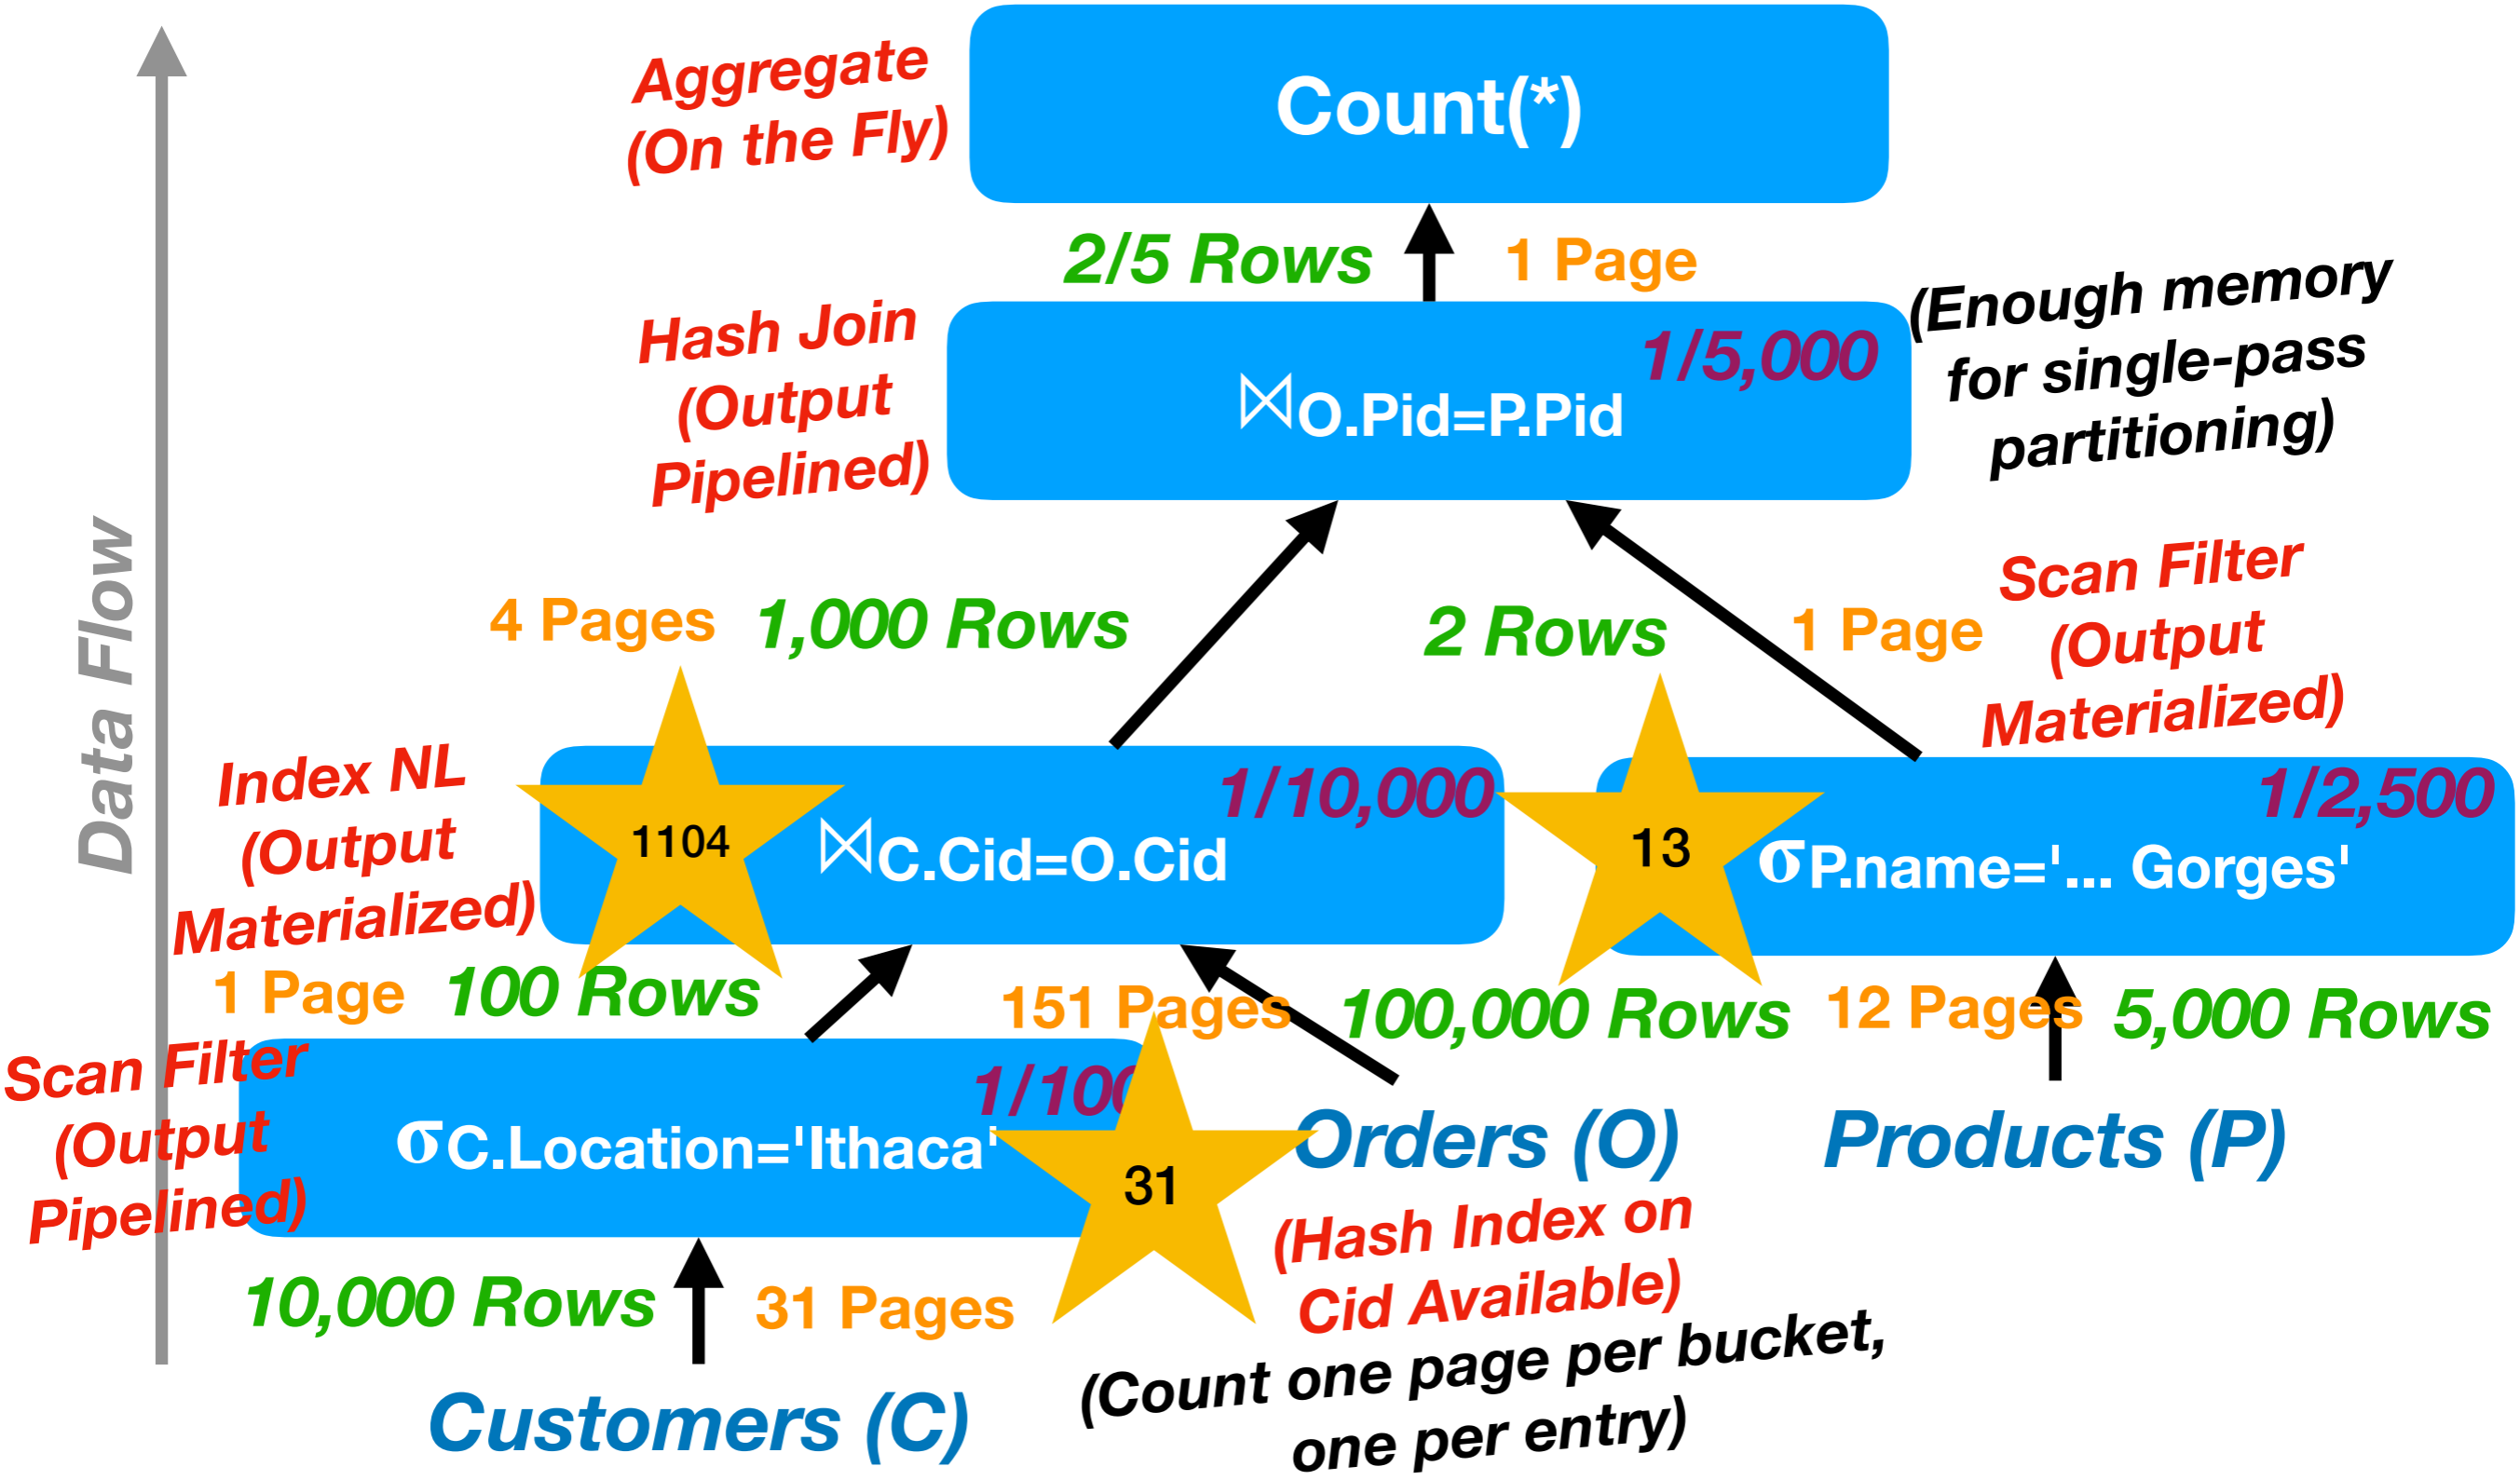 Aggregate
(On the Fly)
Count(*)
2/5 Rows
1 Page
Hash Join
(Output
Pipelined)
1/5,000
⋈O.Pid=P.Pid
(Enough memory
for single-pass
partitioning)
Data Flow
4 Pages
1,000 Rows
2 Rows
1 Page
Scan Filter
(Output
Materialized)
Index NL
(Output
Materialized)
1104
1/10,000
⋈C.Cid=O.Cid
13
1/2,500
σP.name='... Gorges'
1 Page
100 Rows
151 Pages
100,000 Rows
12 Pages
5,000 Rows
Scan Filter
(Output
Pipelined)
1/100
σC.Location='Ithaca'
31
Orders (O)
Products (P)
(Hash Index on
Cid Available)
(Count one page per bucket,
one per entry)
10,000 Rows
31 Pages
Customers (C)